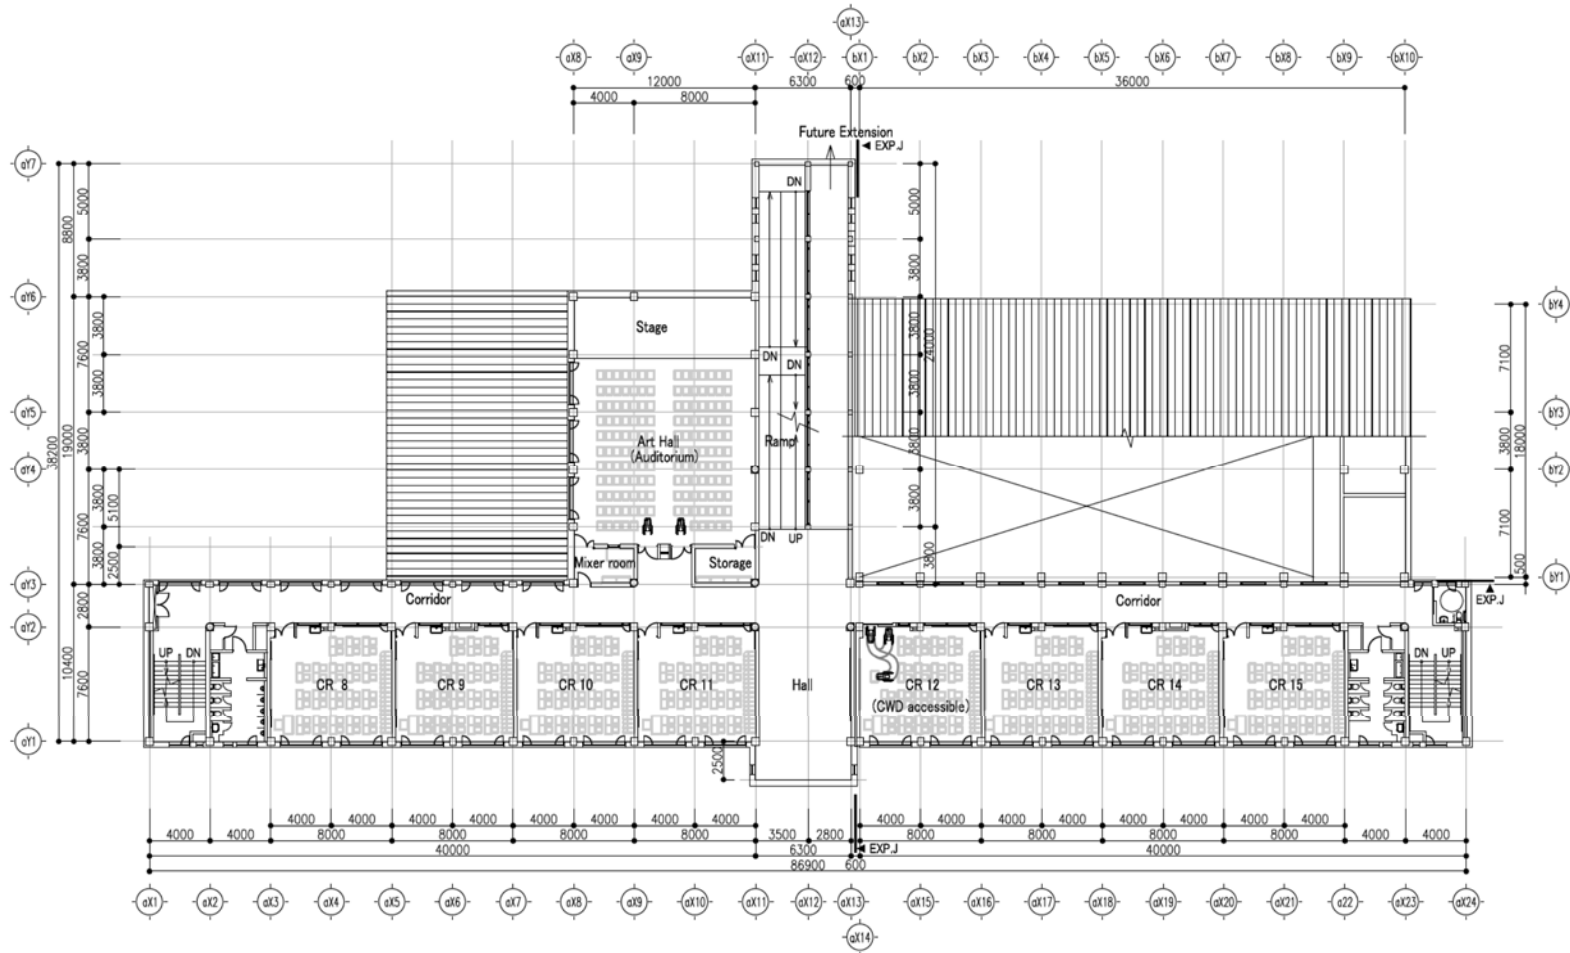 aX13
aX8 aX9 aX11 aX12 bX1 bX2 bX3 bX4 bX5 bX6 bX7 bX8 bX9 bX10
12000 6300 600 36000
4000 8000
Future Extension
EXP.J
aY7
DN
5000 5000
8800
3800 3800
aY6 bY4
Stage
3800 3800
24000
7600 7100
DN
DN
3800 3800
aY5 bY3
38200 19000 3800 3800 3800 18000
Art Hall
(Auditorium)
Ramp
aY4 bY2
3800 5100 3800
7600 7100
DN UP
3800 2500 3800
Mixer room Storage
500
aY3 bY1
EXP.J
2800
Corridor Corridor
aY2
UP DN DN UP
10400
7600
CR 8 CR 9 CR 10 CR 11 Hall CR 12 CR 13 CR 14 CR 15
(CWD accessible)
aY1
2500
4000 4000 4000 4000 4000 4000 4000 4000 4000 4000 4000 4000 4000 4000 4000 4000
4000 4000 8000 8000 8000 8000 3500 2800 8000 8000 8000 8000 4000 4000
40000 6300 EXP.J 40000
86900 600
aX1 aX2 aX3 aX4 aX5 aX6 aX7 aX8 aX9 aX10 aX11 aX12 aX13 aX15 aX16 aX17 aX18 aX19 aX20 aX21 a22 aX23 aX24
aX14